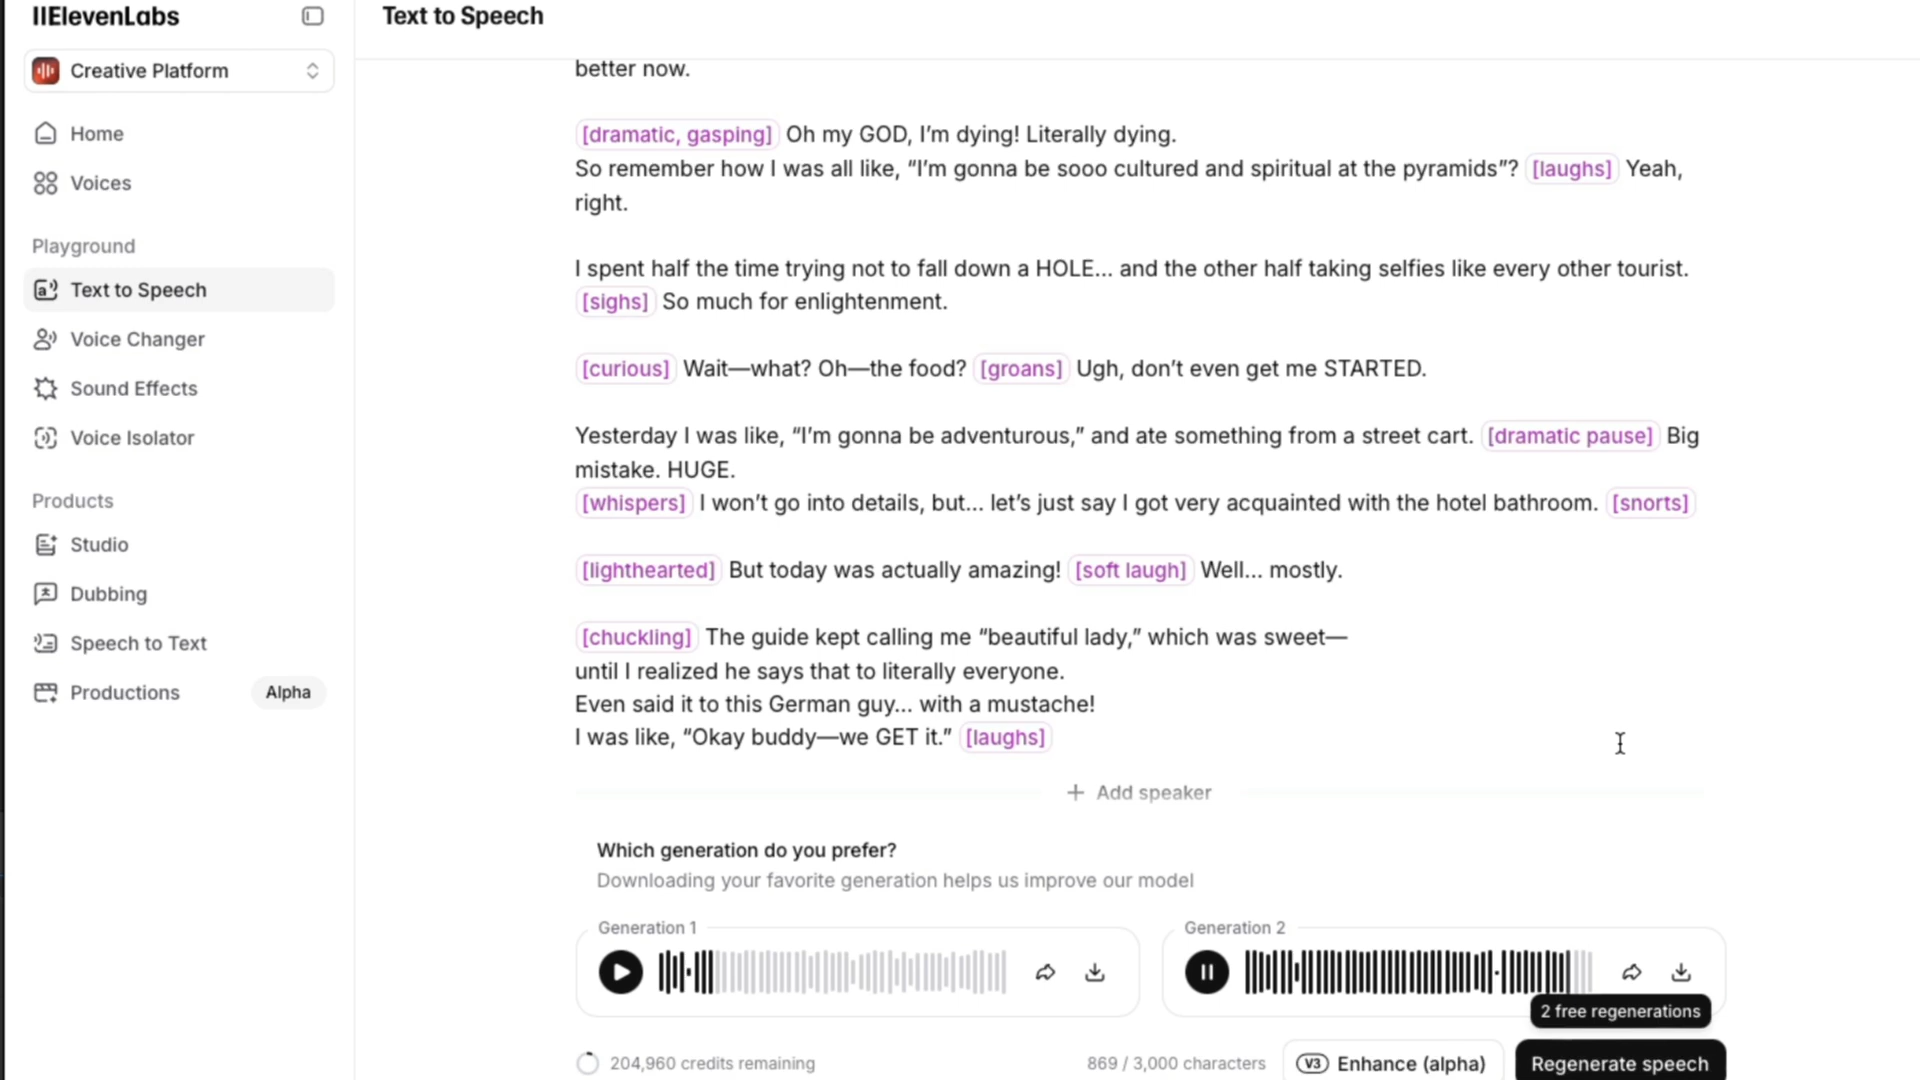 IIElevenLabs
Creative Platform
Home
Voices
Playground
Text to Speech
Voice Changer
Sound Effects
Voice Isolator
Products
Studio
Dubbing
Speech to Text
Productions Alpha
Text to Speech
better now.
[dramatic, gasping] Oh my GOD, I’m dying! Literally dying.
So remember how I was all like, “I’m gonna be sooo cultured and spiritual at the pyramids”? [laughs] Yeah,
right.
I spent half the time trying not to fall down a HOLE... and the other half taking selfies like every other tourist.
[sighs] So much for enlightenment.
[curious] Wait—what? Oh—the food? [groans] Ugh, don’t even get me STARTED.
Yesterday I was like, “I’m gonna be adventurous,” and ate something from a street cart. [dramatic pause] Big
mistake. HUGE.
[whispers] I won’t go into details, but... let’s just say I got very acquainted with the hotel bathroom. [snorts]
[lighthearted] But today was actually amazing! [soft laugh] Well... mostly.
[chuckling] The guide kept calling me “beautiful lady,” which was sweet—
until I realized he says that to literally everyone.
Even said it to this German guy... with a mustache!
I was like, “Okay buddy—we GET it.” [laughs]
+ Add speaker
Which generation do you prefer?
Downloading your favorite generation helps us improve our model
Generation 1
Generation 2
2 free regenerations
204,960 credits remaining
869 / 3,000 characters
V3 Enhance (alpha)
Regenerate speech